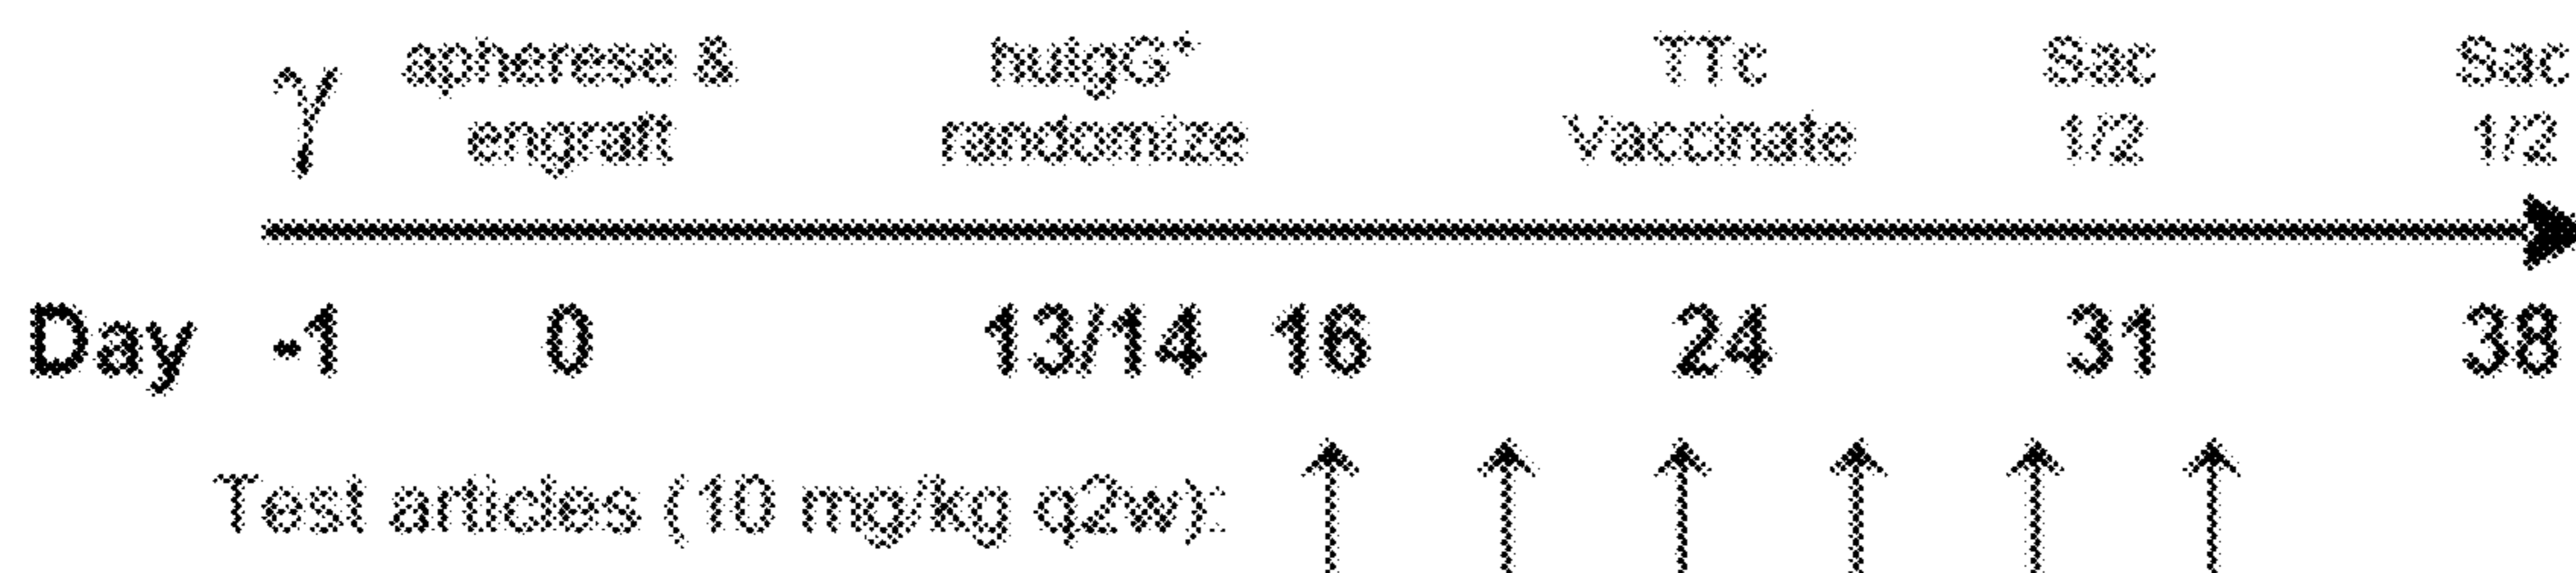 γ apherese & huIgG+ TTc Sac Sac
engraft randomize Vaccinate 1/2 1/2
Day -1 0 13/14 16 24 31 38
Test articles (10 mg/kg q2w):